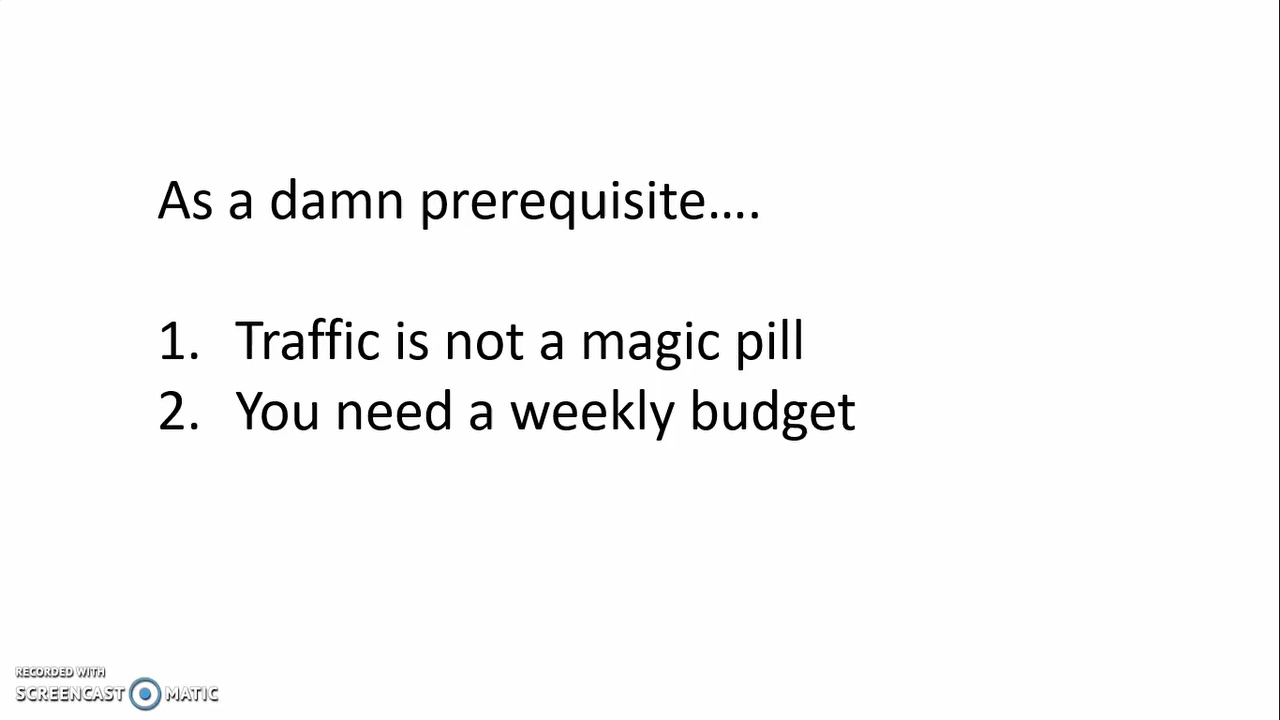 As a damn prerequisite....
1. Traffic is not a magic pill
2. You need a weekly budget
RECORDED WITH
SCREENCAST MATIC